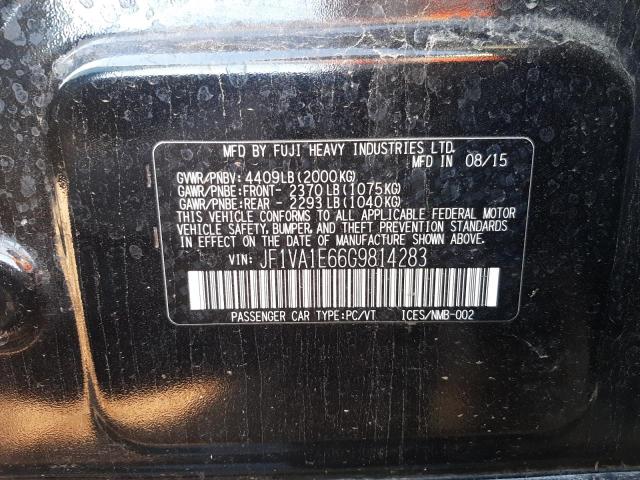 MFD BY FUJI HEAVY INDUSTRIES LTD.
MFD IN 08/15
GVWR/PNBV: 4409LB(2000KG)
GAWR/PNBE:FRONT- 2370LB(1075KG)
GAWR/PNBE:REAR - 2293LB(1040KG)
THIS VEHICLE CONFORMS TO ALL APPLICABLE FEDERAL MOTOR
VEHICLE SAFETY, BUMPER, AND THEFT PREVENTION STANDARDS
IN EFFECT ON THE DATE OF MANUFACTURE SHOWN ABOVE.
VIN: JF1VA1E66G9814283
PASSENGER CAR TYPE:PC/VT ICES/NMB-002